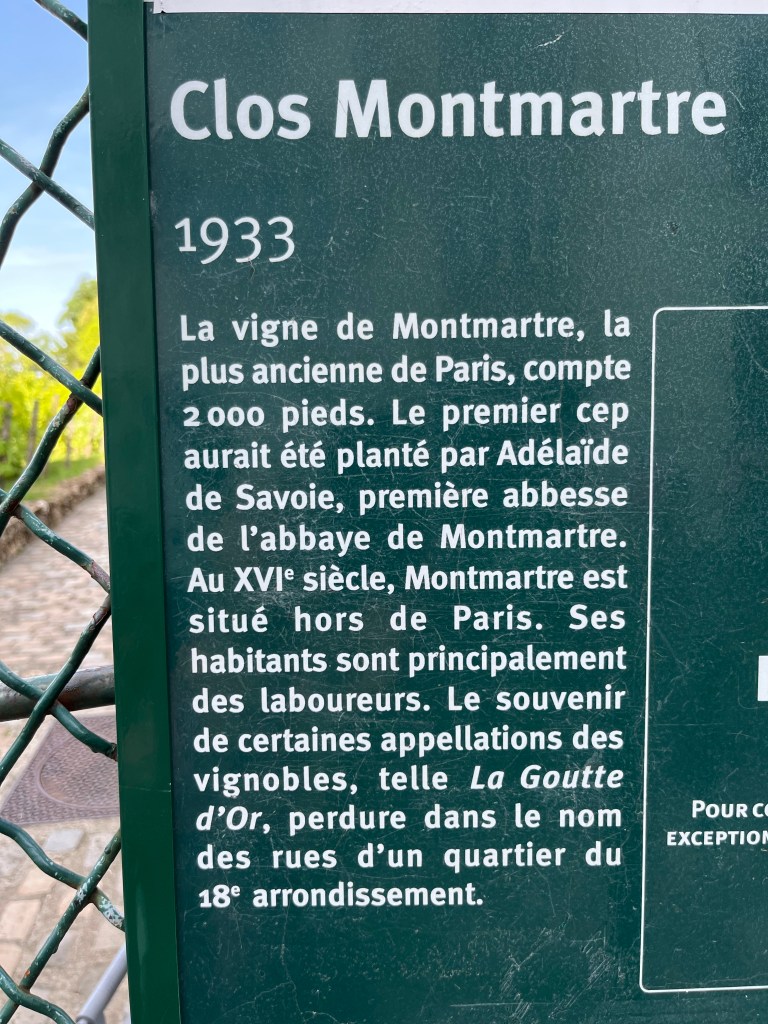 Clos Montmartre
1933
La vigne de Montmartre, la
plus ancienne de Paris, compte
2 000 pieds. Le premier cep
aurait été planté par Adélaïde
de Savoie, première abbesse
de l'abbaye de Montmartre.
Au XVIe siècle, Montmartre est
situé hors de Paris. Ses
habitants sont principalement
des laboureurs. Le souvenir
de certaines appellations des
vignobles, telle La Goutte
d'Or, perdure dans le nom
des rues d'un quartier du
18e arrondissement.
POUR
EXCEPTION